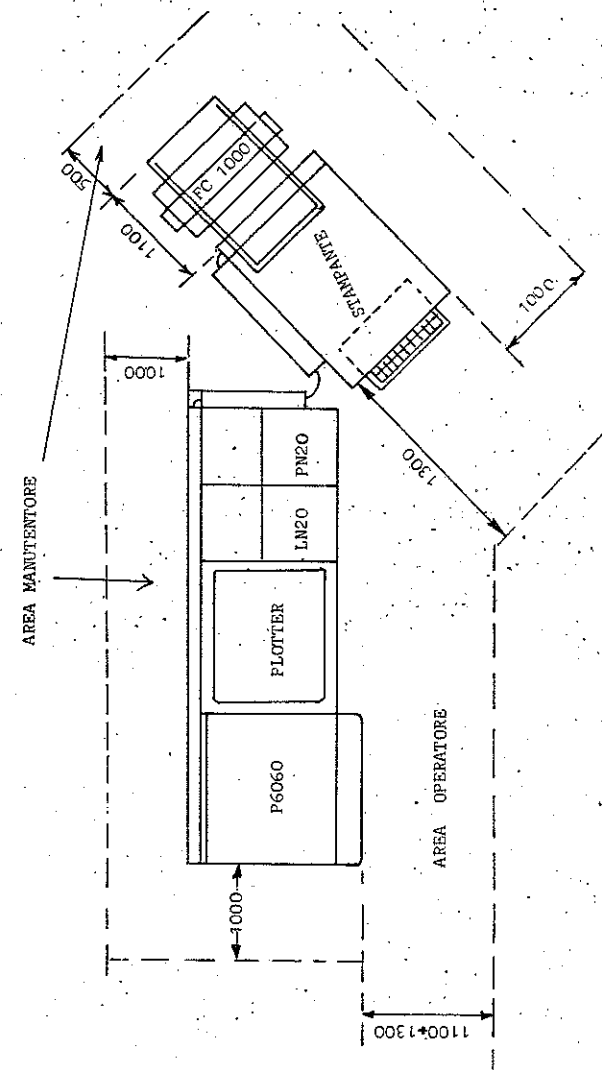 AREA MANUTENTORE
500
1100
FC 1000
STAMPANTE
1000
1000
1300
PN20
LN20
PLOTTER
P6060
AREA OPERATORE
1000
1100÷1300